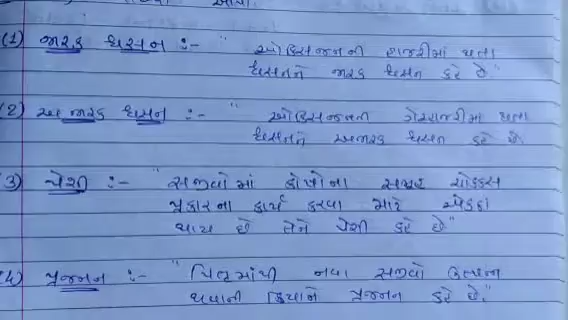 (1) જારક શ્વસન :- " ઓક્સિજનની હાજરીમાં થતા
શ્વસનને જારક શ્વસન કહે છે"
(2) અજારક શ્વસન :- " ઓક્સિજનની ગેરહાજરીમાં થતા
શ્વસનને અજારક શ્વસન કહે છે.
(3) પેશી :- " સજીવોમાં કોષોના સમૂહ ચોક્કસ
પ્રકારના કાર્ય કરવા માટે એકઠા
થાય છે તેને પેશી કહે છે"
(4) પ્રજનન :- " પિતૃમાંથી નવા સજીવો ઉત્પન્ન
થવાની ક્રિયાને પ્રજનન કહે છે."